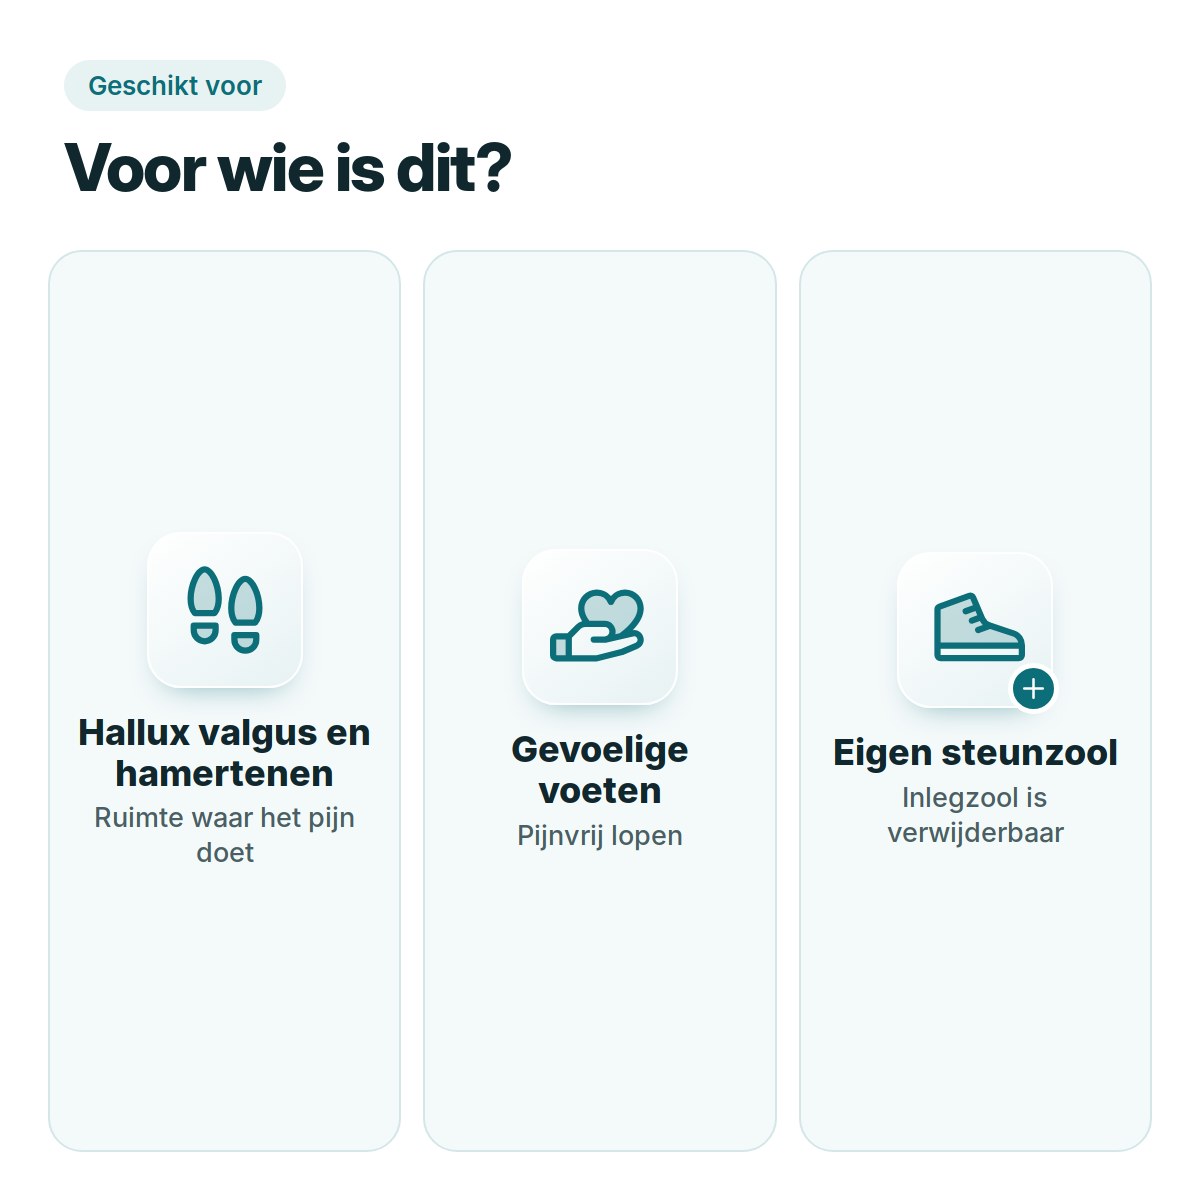 Geschikt voor
Voor wie is dit?
Hallux valgus en
hamertenen
Ruimte waar het pijn
doet
Gevoelige
voeten
Pijnvrij lopen
Eigen steunzool
Inlegzool is
verwijderbaar